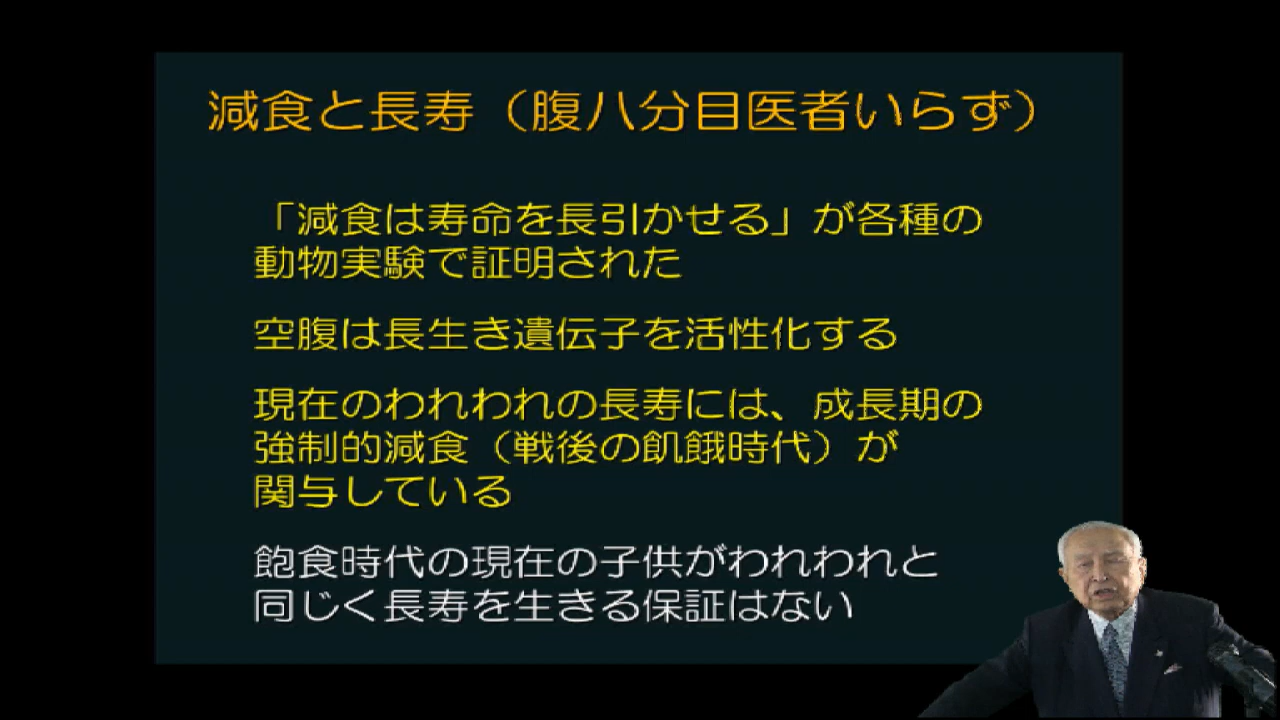 減食と長寿（腹八分目医者いらず）
「減食は寿命を長引かせる」が各種の
動物実験で証明された
空腹は長生き遺伝子を活性化する
現在のわれわれの長寿には、成長期の
強制的減食（戦後の飢餓時代）が
関与している
飽食時代の現在の子供がわれわれと
同じく長寿を生きる保証はない